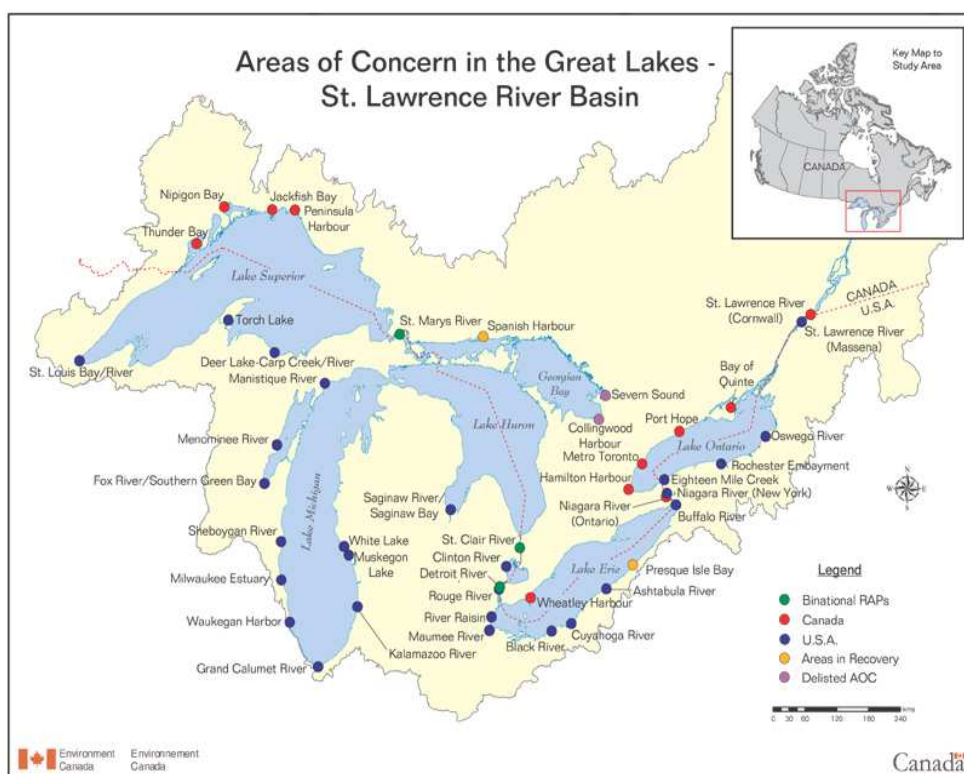 Areas of Concern in the Great Lakes -
St. Lawrence River Basin
Key Map to
Study Area
CANADA
Nipigon Bay
Jackfish Bay
Peninsula
Harbour
Thunder Bay
Lake Superior
St. Marys River
Spanish Harbour
Torch Lake
St. Louis Bay/River
Deer Lake-Carp Creek/River
Manistique River
Georgian
Bay
Severn Sound
Collingwood
Harbour
CANADA
U.S.A.
St. Lawrence River
(Cornwall)
St. Lawrence River
(Massena)
Bay of
Quinte
Port Hope
Lake Huron
Lake Ontario
Metro Toronto
Oswego River
Menominee River
Rochester Embayment
Hamilton Harbour
Eighteen Mile Creek
Fox River/Southern Green Bay
Niagara River (New York)
Niagara River
(Ontario)
Buffalo River
Saginaw River/
Saginaw Bay
Lake Michigan
Sheboygan River
White Lake
Muskegon
Lake
St. Clair River
Clinton River
Detroit River
Lake Erie
Presque Isle Bay
Milwaukee Estuary
Rouge River
Wheatley Harbour
Ashtabula River
Waukegan Harbor
River Raisin
Maumee River
Black River
Cuyahoga River
Kalamazoo River
Grand Calumet River
N
W
E
S
Legend
Binational RAPs
Canada
U.S.A.
Areas in Recovery
Delisted AOC
0 30 60 120 180 240
Environment
Canada
Environnement
Canada
Canada